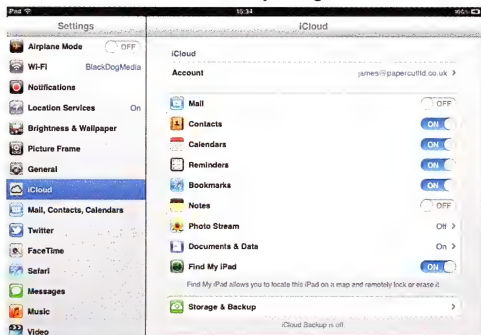 iPad
15:34
100%
Settings
iCloud
Airplane Mode OFF
Wi-Fi BlackDogMedia
Notifications
Location Services On
Brightness & Wallpaper
Picture Frame
General
iCloud
Mail, Contacts, Calendars
Twitter
FaceTime
Safari
Messages
Music
Video
iCloud
Account james@papercutltd.co.uk >
Mail OFF
Contacts ON
Calendars ON
Reminders ON
Bookmarks ON
Notes OFF
Photo Stream Off >
Documents & Data On >
Find My iPad ON
Find My iPad allows you to locate this iPad on a map and remotely lock or erase it
Storage & Backup >
iCloud Backup is off.